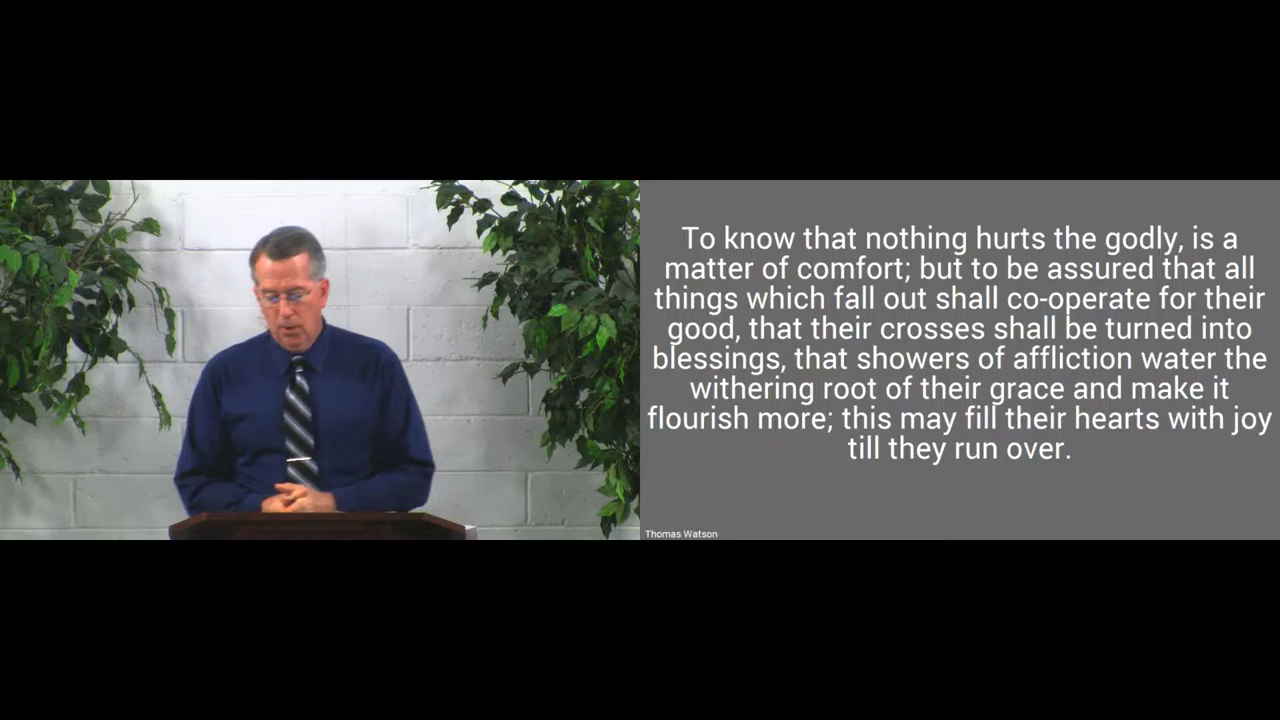 To know that nothing hurts the godly, is a
matter of comfort; but to be assured that all
things which fall out shall co-operate for their
good, that their crosses shall be turned into
blessings, that showers of affliction water the
withering root of their grace and make it
flourish more; this may fill their hearts with joy
till they run over.
Thomas Watson